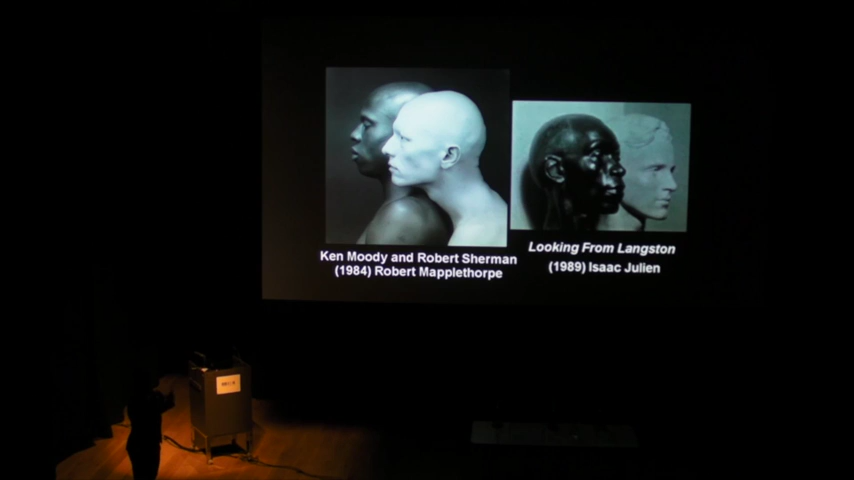 Ken Moody and Robert Sherman
(1984) Robert Mapplethorpe
Looking From Langston
(1989) Isaac Julien